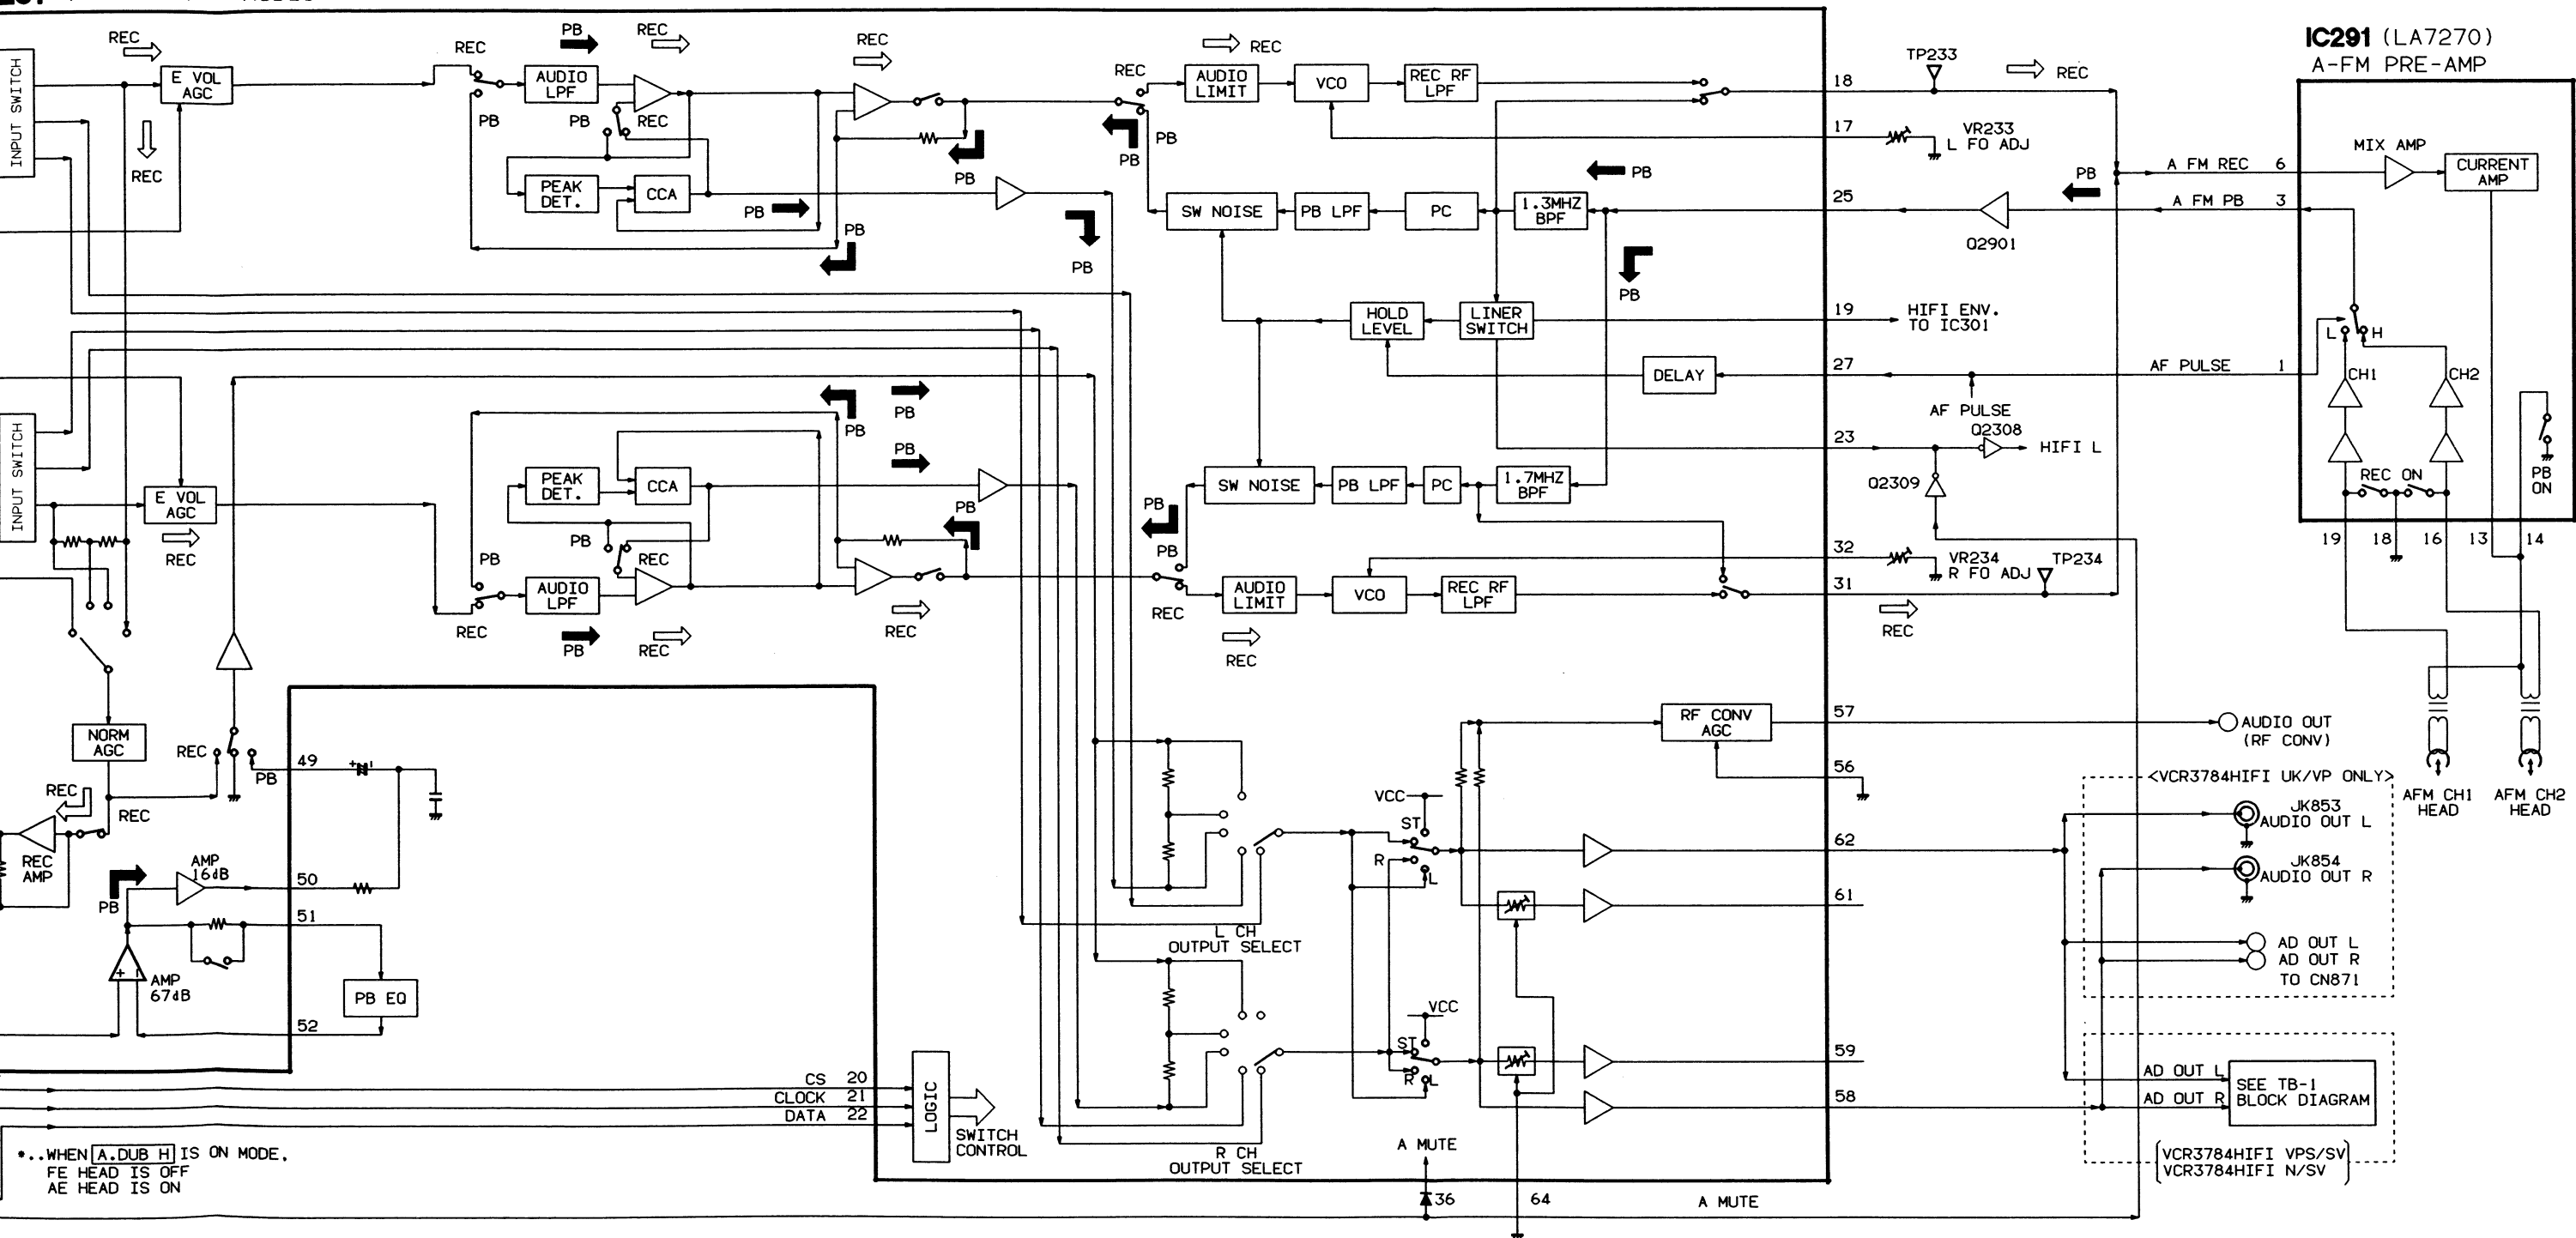 IC291 (LA7270)
A-FM PRE-AMP
REC
PB
REC
REC
REC
REC
TP233
REC
INPUT SWITCH
E VOL
AGC
REC
PB
AUDIO
LPF
PB
REC
REC
PB
PB
AUDIO
LIMIT
VCO
REC RF
LPF
18
17
VR233
L FO ADJ
MIX AMP
CURRENT
AMP
REC
PEAK
DET.
CCA
PB
PB
PB
PB
A FM REC
6
SW NOISE
PB LPF
PC
1.3MHZ
BPF
25
A FM PB
3
Q2901
PB
PB
PB
HOLD
LEVEL
LINER
SWITCH
19
HIFI ENV.
TO IC301
L
H
DELAY
27
AF PULSE
1
CH1
CH2
AF PULSE
Q2308
23
HIFI L
Q2309
PB
PB
PB
INPUT SWITCH
E VOL
AGC
REC
PEAK
DET.
CCA
PB
SW NOISE
PB LPF
PC
1.7MHZ
BPF
REC ON
PB
ON
PB
PB
REC
PB
32
VR234
R FO ADJ
TP234
19
18
16
13
14
AUDIO
LPF
REC
PB
REC
REC
REC
AUDIO
LIMIT
VCO
REC RF
LPF
31
REC
REC
NORM
AGC
REC
PB
49
RF CONV
AGC
57
AUDIO OUT
(RF CONV)
56
REC
REC
REC
AMP
<VCR3784HIFI UK/VP ONLY>
AFM CH1
HEAD
AFM CH2
HEAD
VCC
ST
R
L
JK853
AUDIO OUT L
62
JK854
AUDIO OUT R
61
AMP
16dB
PB
50
51
L CH
OUTPUT SELECT
AD OUT L
AD OUT R
TO CN871
AMP
67dB
+ -
PB EQ
52
VCC
ST
R
L
59
58
AD OUT L
AD OUT R
SEE TB-1
BLOCK DIAGRAM
CS 20
CLOCK 21
DATA 22
LOGIC
SWITCH
CONTROL
R CH
OUTPUT SELECT
A MUTE
VCR3784HIFI VPS/SV
VCR3784HIFI N/SV
*..WHEN A.DUB H IS ON MODE,
FE HEAD IS OFF
AE HEAD IS ON
36
64
A MUTE